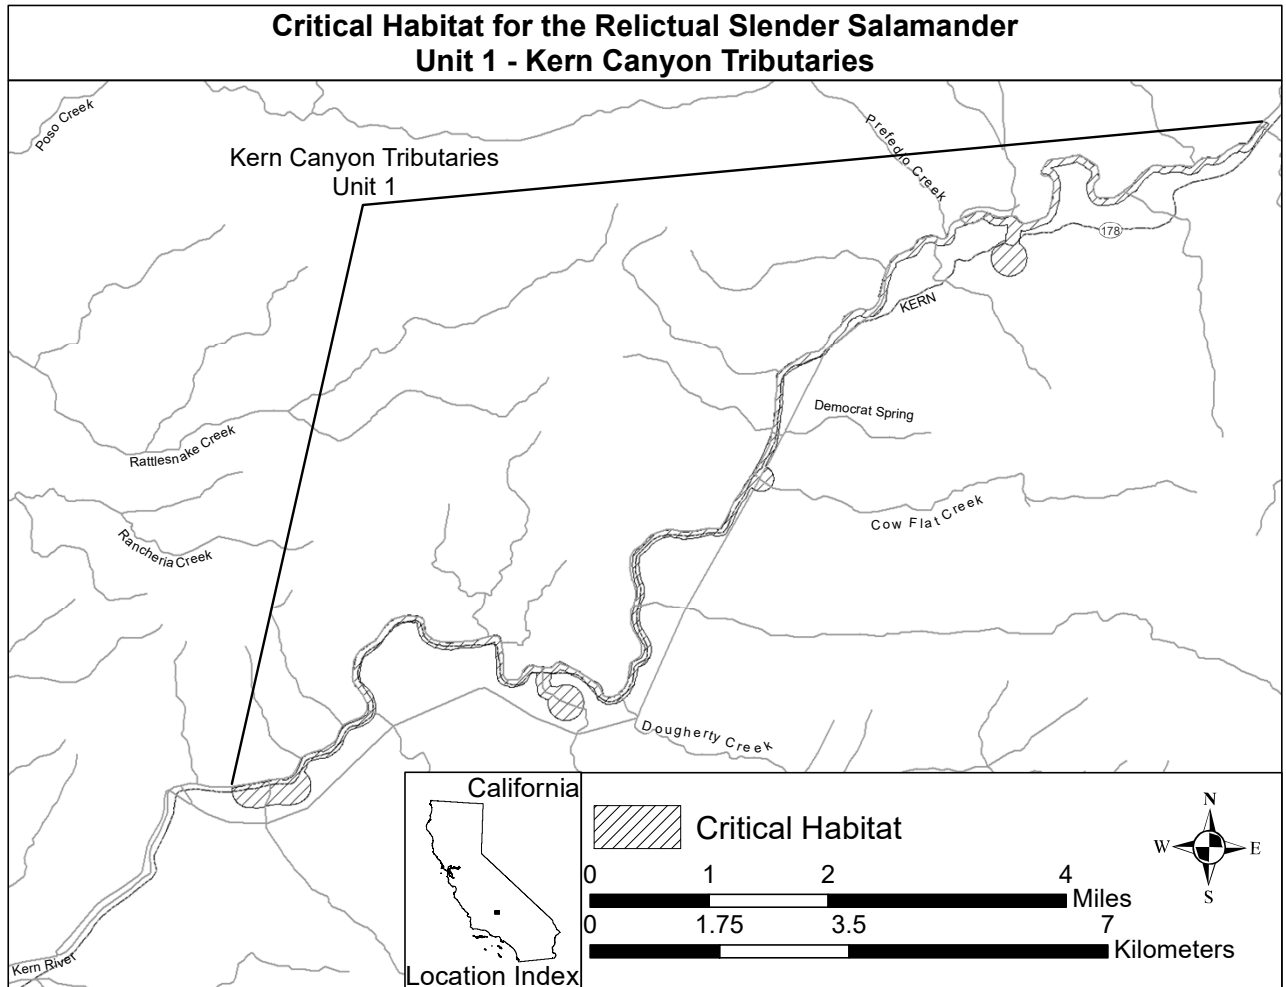 Critical Habitat for the Relictual Slender Salamander
Unit 1 - Kern Canyon Tributaries
Poso Creek
Prefedio Creek
Kern Canyon Tributaries
Unit 1
178
KERN
Democrat Spring
Rattlesnake Creek
Cow Flat Creek
Rancheria Creek
Dougherty Creek
Kern River
California
Location Index
Critical Habitat
0 1 2 4
Miles
0 1.75 3.5 7
Kilometers
N
W E
S